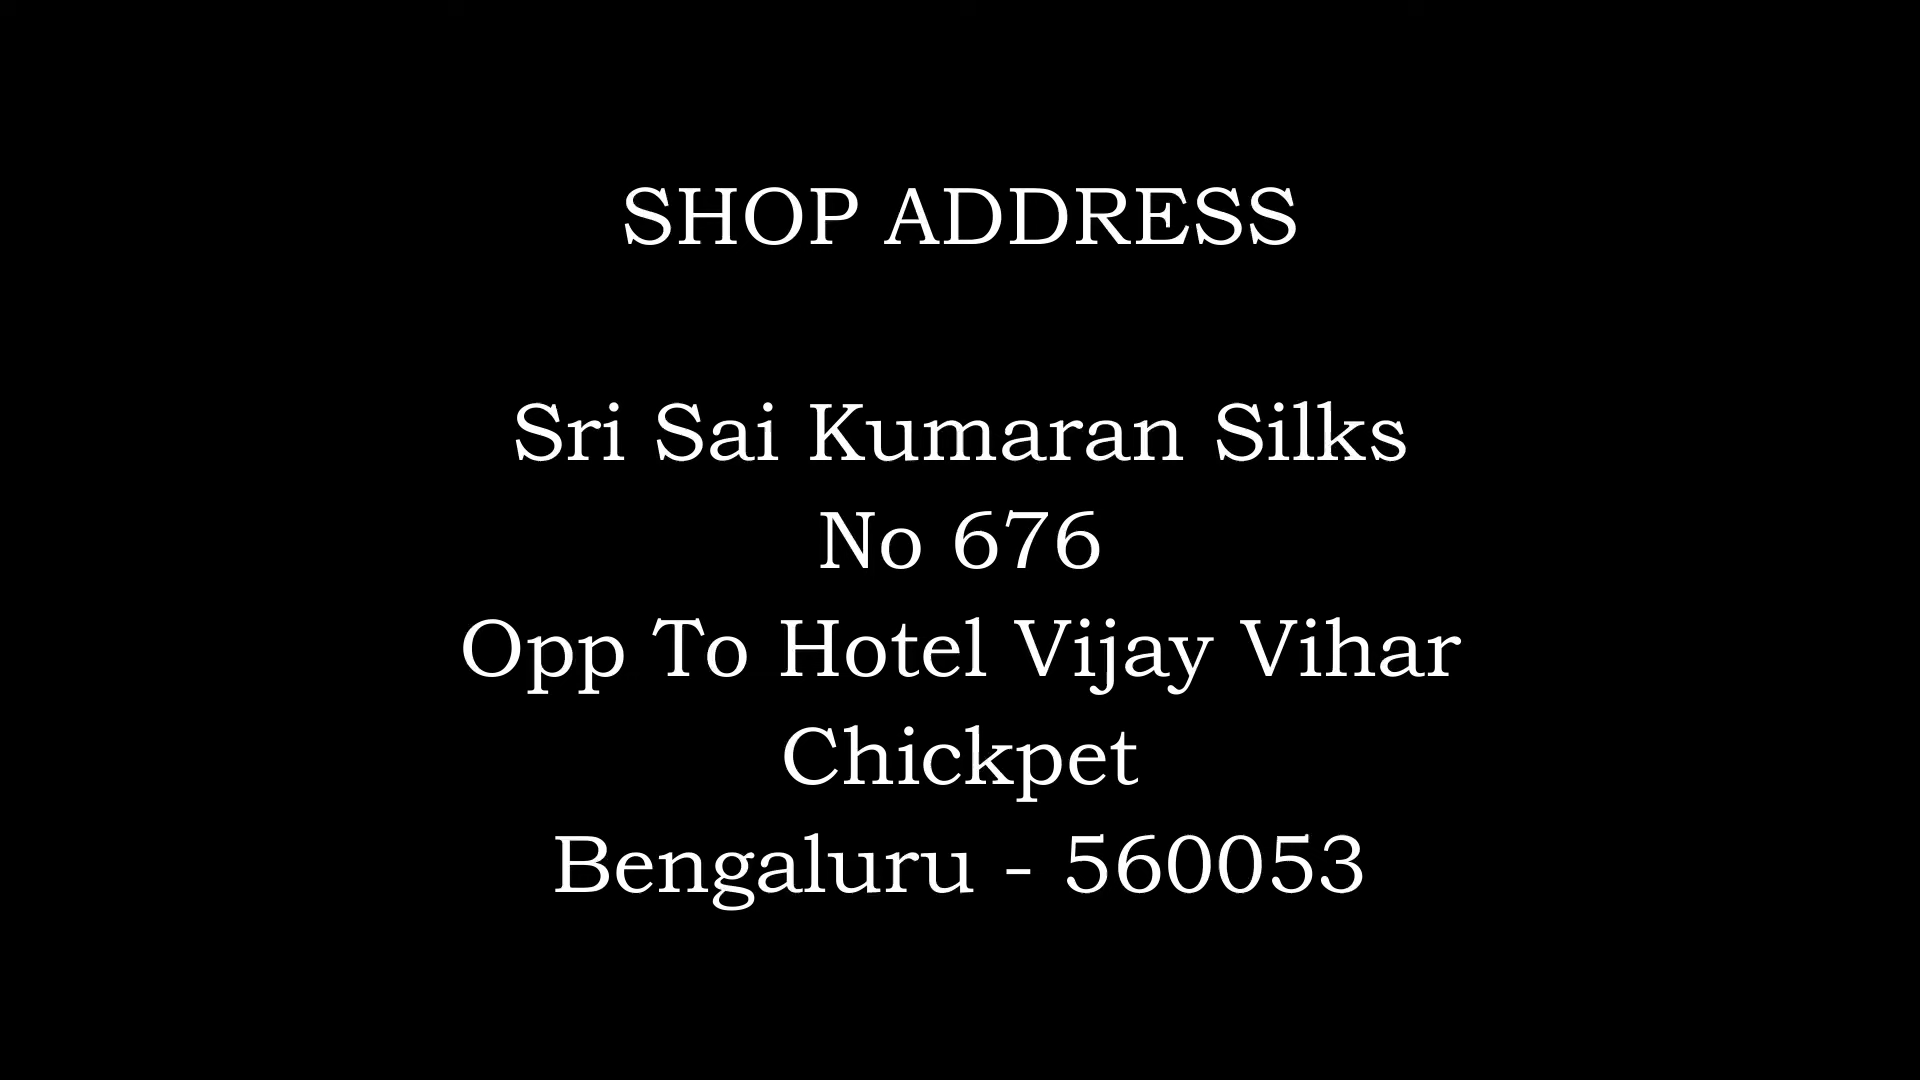 SHOP ADDRESS
Sri Sai Kumaran Silks
No 676
Opp To Hotel Vijay Vihar
Chickpet
Bengaluru - 560053